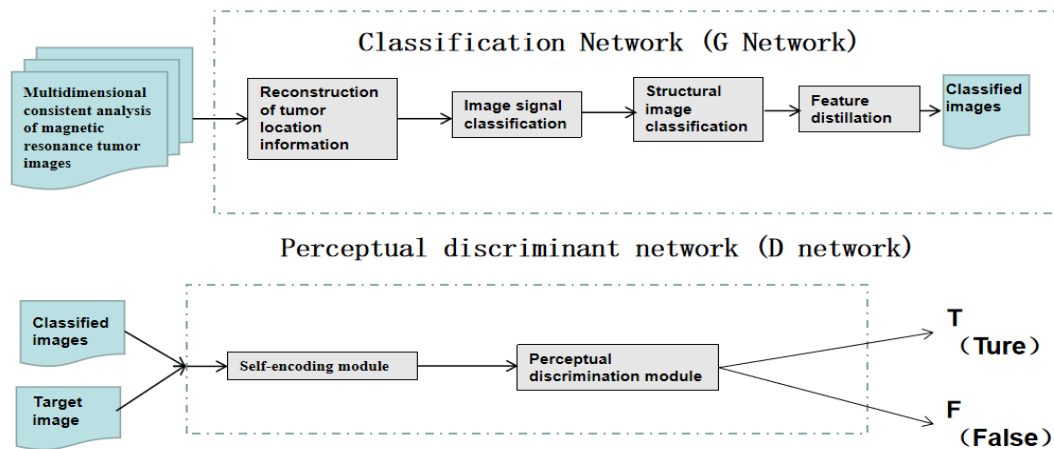 Classification Network (G Network)
Multidimensional
consistent analysis
of magnetic
resonance tumor
images
Reconstruction
of tumor
location
information
Image signal
classification
Structural
image
classification
Feature
distillation
Classified
images
Perceptual discriminant network (D network)
Classified
images
Target
image
Self-encoding module
Perceptual
discrimination module
T
（Ture）
F
（False）